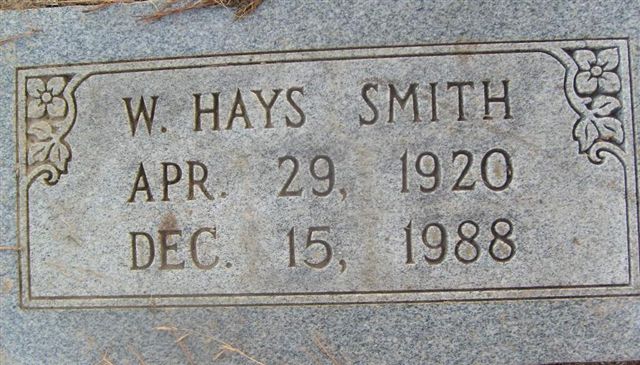 W. HAYS SMITH
APR. 29, 1920
DEC. 15, 1988